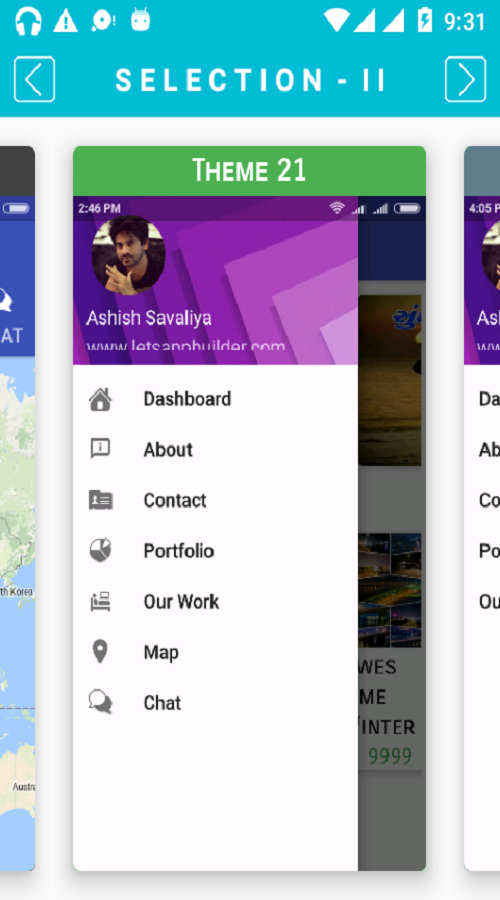 9:31
SELECTION - II
THEME 21
2:46 PM
Ashish Savaliya
www.letsappbuilder.com
Dashboard
About
Contact
Portfolio
Our Work
Map
Chat
WES
ME
INTER
9999
AT
th Korea
Austra
4:05 P
Ash
ww
Da
Ab
Co
Po
Ou